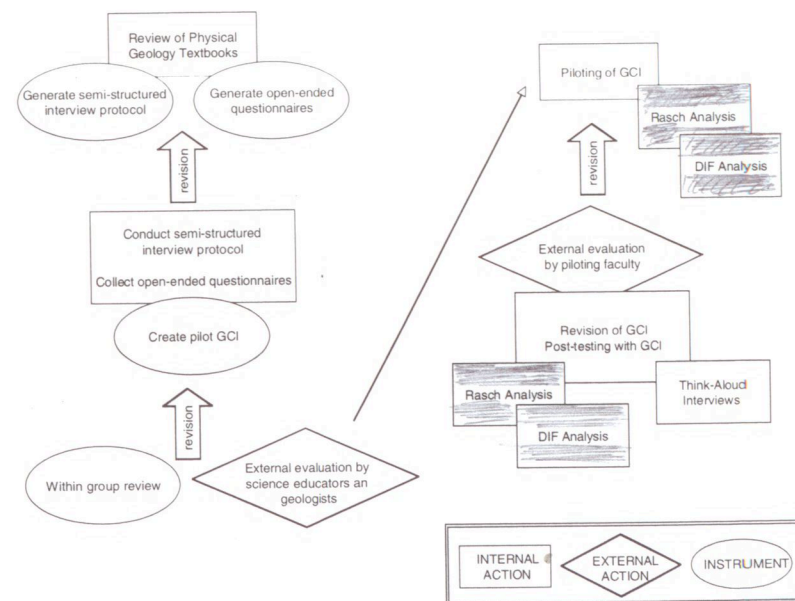 Review of Physical
Geology Textbooks
Generate semi-structured
interview protocol
Generate open-ended
questionnaires
revision
Conduct semi-structured
interview protocol
Collect open-ended questionnaires
Create pilot GCI
revision
Within group review
External evaluation by
science educators an
geologists
Piloting of GCI
Rasch Analysis
DIF Analysis
revision
External evaluation
by piloting faculty
Revision of GCI
Post-testing with GCI
Rasch Analysis
DIF Analysis
Think-Aloud
Interviews
INTERNAL
ACTION
EXTERNAL
ACTION
INSTRUMENT